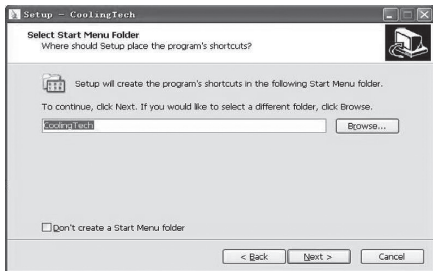 Setup - CoolingTech
Select Start Menu Folder
Where should Setup place the program's shortcuts?
Setup will create the program's shortcuts in the following Start Menu folder.
To continue, click Next. If you would like to select a different folder, click Browse.
CoolingTech
Browse...
Don't create a Start Menu folder
< Back
Next >
Cancel